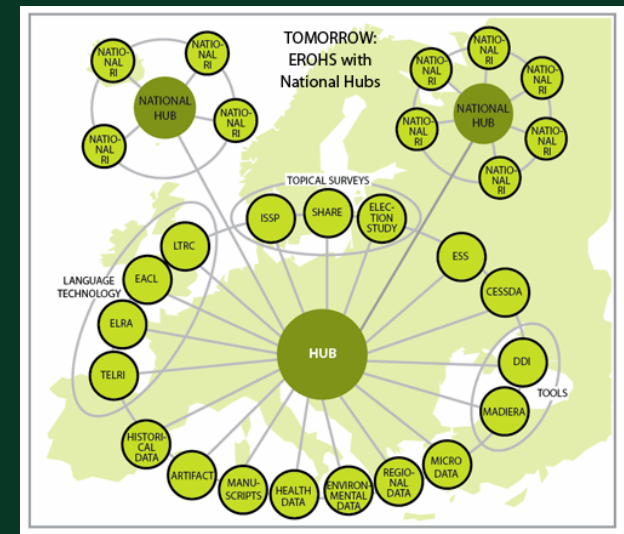 TOMORROW:
EROHS with
National Hubs
NATIO-
NAL
RI
NATIO-
NAL
RI
NATIO-
NAL
RI
NATIO-
NAL
RI
NATIONAL
HUB
NATIO-
NAL
RI
NATIO-
NAL
RI
NATIO-
NAL
RI
NATIO-
NAL
RI
NATIO-
NAL
RI
NATIO-
NAL
RI
NATIONAL
HUB
TOPICAL SURVEYS
ISSP
SHARE
ELEC-
TION
STUDY
LTRC
EACL
LANGUAGE
TECHNOLOGY
ELRA
TELRI
ESS
CESSDA
HUB
DDI
TOOLS
MADIERA
HISTORI-
CAL
DATA
ARTIFACT
MANU-
SCRIPTS
HEALTH
DATA
ENVIRON-
MENTAL
DATA
REGIO-
NAL
DATA
MICRO
DATA